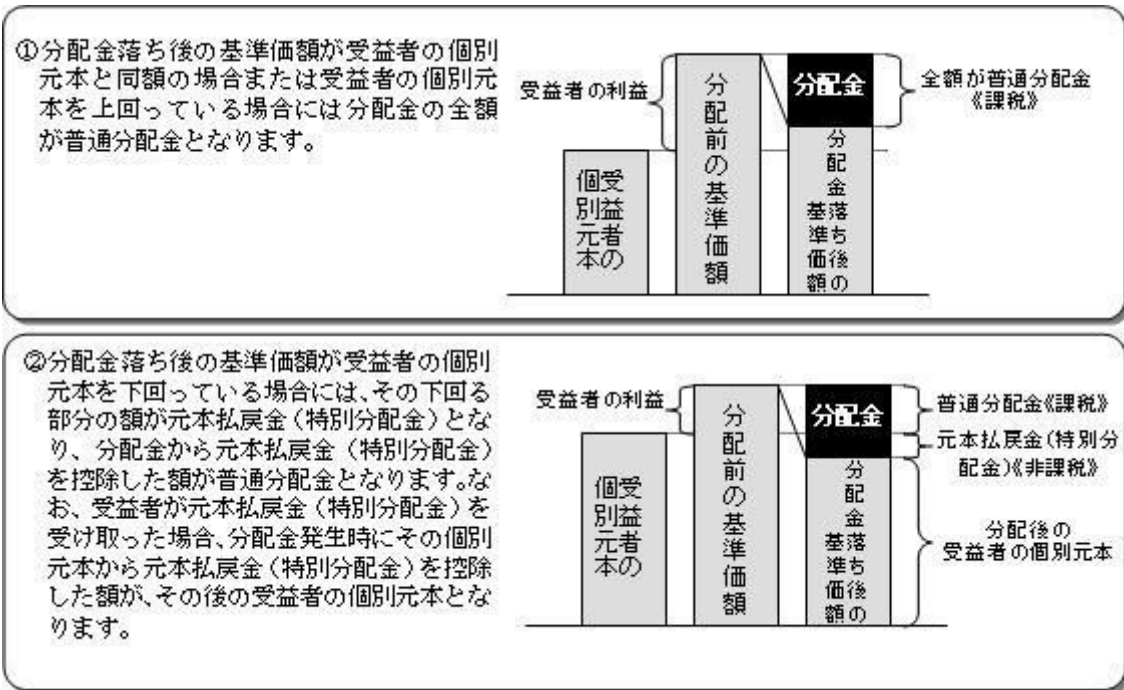 ①分配金落ち後の基準価額が受益者の個別
元本と同額の場合または受益者の個別元
本を上回っている場合には分配金の全額
が普通分配金となります。
受益者の利益
分配前の基準価額
分配金
全額が普通分配金
《課税》
受益者の
個別元本
分配金落ち後の
基準価額
②分配金落ち後の基準価額が受益者の個別
元本を下回っている場合には、その下回る
部分の額が元本払戻金（特別分配金）とな
り、分配金から元本払戻金（特別分配金）
を控除した額が普通分配金となります。な
お、受益者が元本払戻金（特別分配金）を
受け取った場合、分配金発生時にその個別
元本から元本払戻金（特別分配金）を控除
した額が、その後の受益者の個別元本とな
ります。
受益者の利益
分配前の基準価額
分配金
普通分配金《課税》
元本払戻金（特別分
配金）《非課税》
受益者の
個別元本
分配金落ち後の
基準価額
分配後の
受益者の個別元本